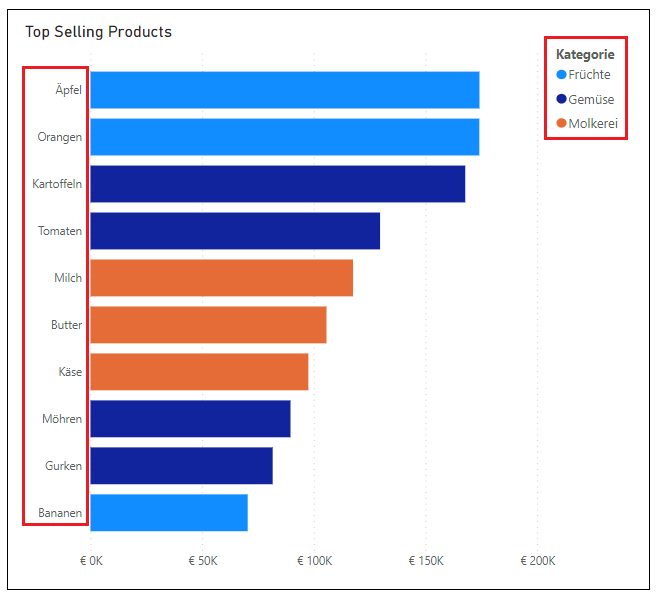 Top Selling Products
Kategorie
Früchte
Gemüse
Molkerei
Äpfel
Orangen
Kartoffeln
Tomaten
Milch
Butter
Käse
Möhren
Gurken
Bananen
€ 0K € 50K € 100K € 150K € 200K